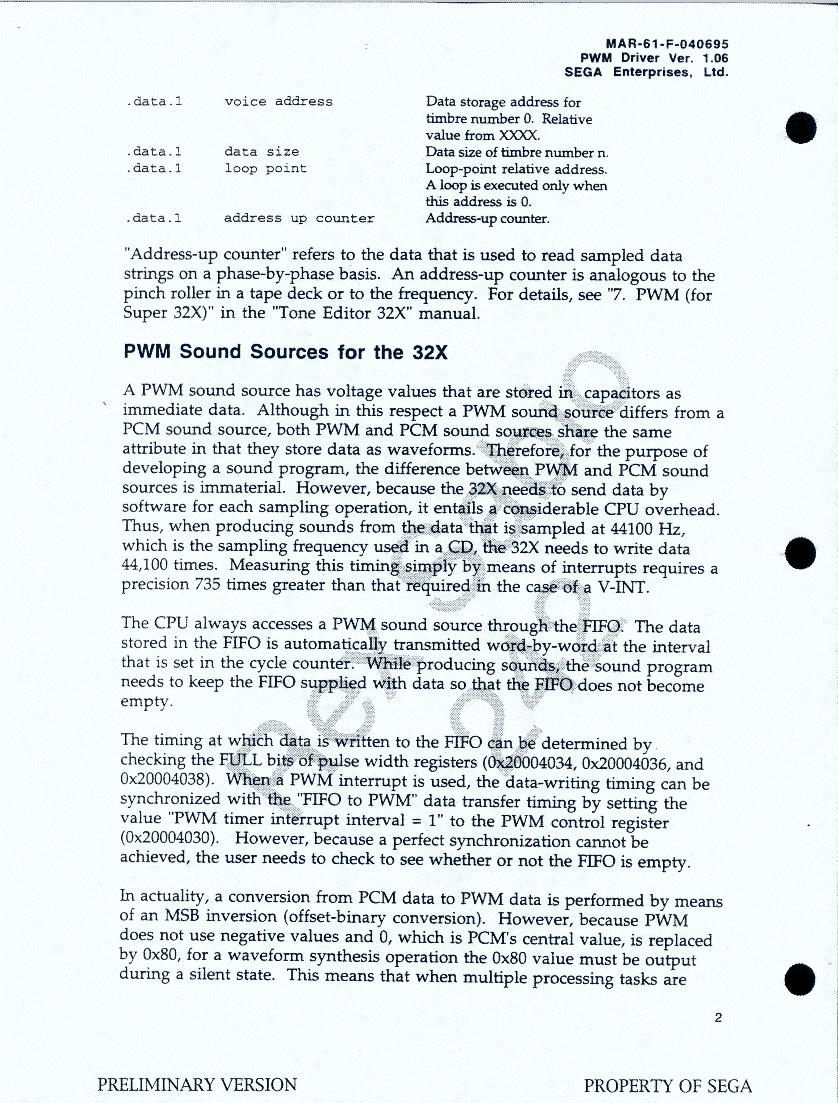 MAR-61-F-040695
PWM Driver Ver. 1.06
SEGA Enterprises, Ltd.
.data.1 voice address Data storage address for
timbre number 0. Relative
value from XXXX.
.data.1 data size Data size of timbre number n.
.data.1 loop point Loop-point relative address.
A loop is executed only when
this address is 0.
.data.1 address up counter Address-up counter.
"Address-up counter" refers to the data that is used to read sampled data
strings on a phase-by-phase basis. An address-up counter is analogous to the
pinch roller in a tape deck or to the frequency. For details, see "7. PWM (for
Super 32X)" in the "Tone Editor 32X" manual.
PWM Sound Sources for the 32X
A PWM sound source has voltage values that are stored in capacitors as
immediate data. Although in this respect a PWM sound source differs from a
PCM sound source, both PWM and PCM sound sources share the same
attribute in that they store data as waveforms. Therefore, for the purpose of
developing a sound program, the difference between PWM and PCM sound
sources is immaterial. However, because the 32X needs to send data by
software for each sampling operation, it entails a considerable CPU overhead.
Thus, when producing sounds from the data that is sampled at 44100 Hz,
which is the sampling frequency used in a CD, the 32X needs to write data
44,100 times. Measuring this timing simply by means of interrupts requires a
precision 735 times greater than that required in the case of a V-INT.
The CPU always accesses a PWM sound source through the FIFO. The data
stored in the FIFO is automatically transmitted word-by-word at the interval
that is set in the cycle counter. While producing sounds, the sound program
needs to keep the FIFO supplied with data so that the FIFO does not become
empty.
The timing at which data is written to the FIFO can be determined by
checking the FULL bits of pulse width registers (0x20004034, 0x20004036, and
0x20004038). When a PWM interrupt is used, the data-writing timing can be
synchronized with the "FIFO to PWM" data transfer timing by setting the
value "PWM timer interrupt interval = 1" to the PWM control register
(0x20004030). However, because a perfect synchronization cannot be
achieved, the user needs to check to see whether or not the FIFO is empty.
In actuality, a conversion from PCM data to PWM data is performed by means
of an MSB inversion (offset-binary conversion). However, because PWM
does not use negative values and 0, which is PCM's central value, is replaced
by 0x80, for a waveform synthesis operation the 0x80 value must be output
during a silent state. This means that when multiple processing tasks are
2
PRELIMINARY VERSION PROPERTY OF SEGA